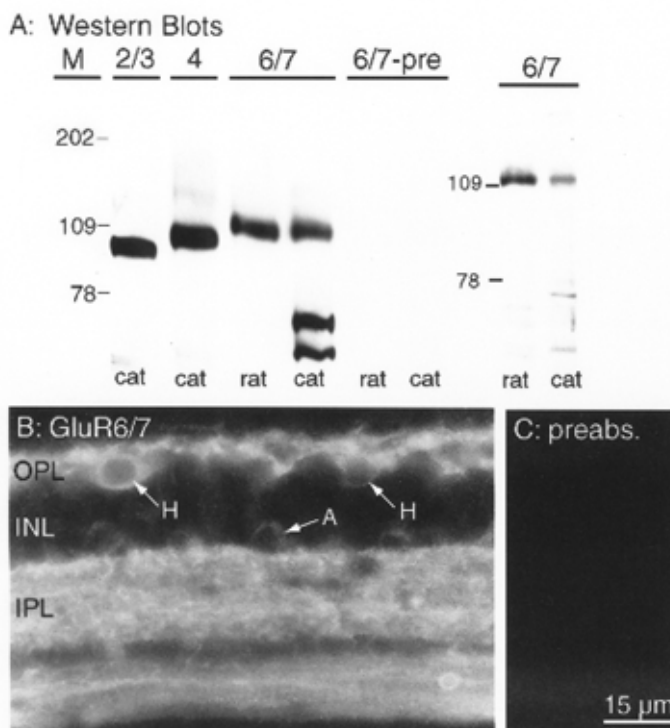 A: Western Blots
M 2/3 4 6/7 6/7-pre 6/7
202
109
78
109
78
cat cat rat cat rat cat rat cat
B: GluR6/7
C: preabs.
OPL
H
H
A
INL
IPL
15 µm